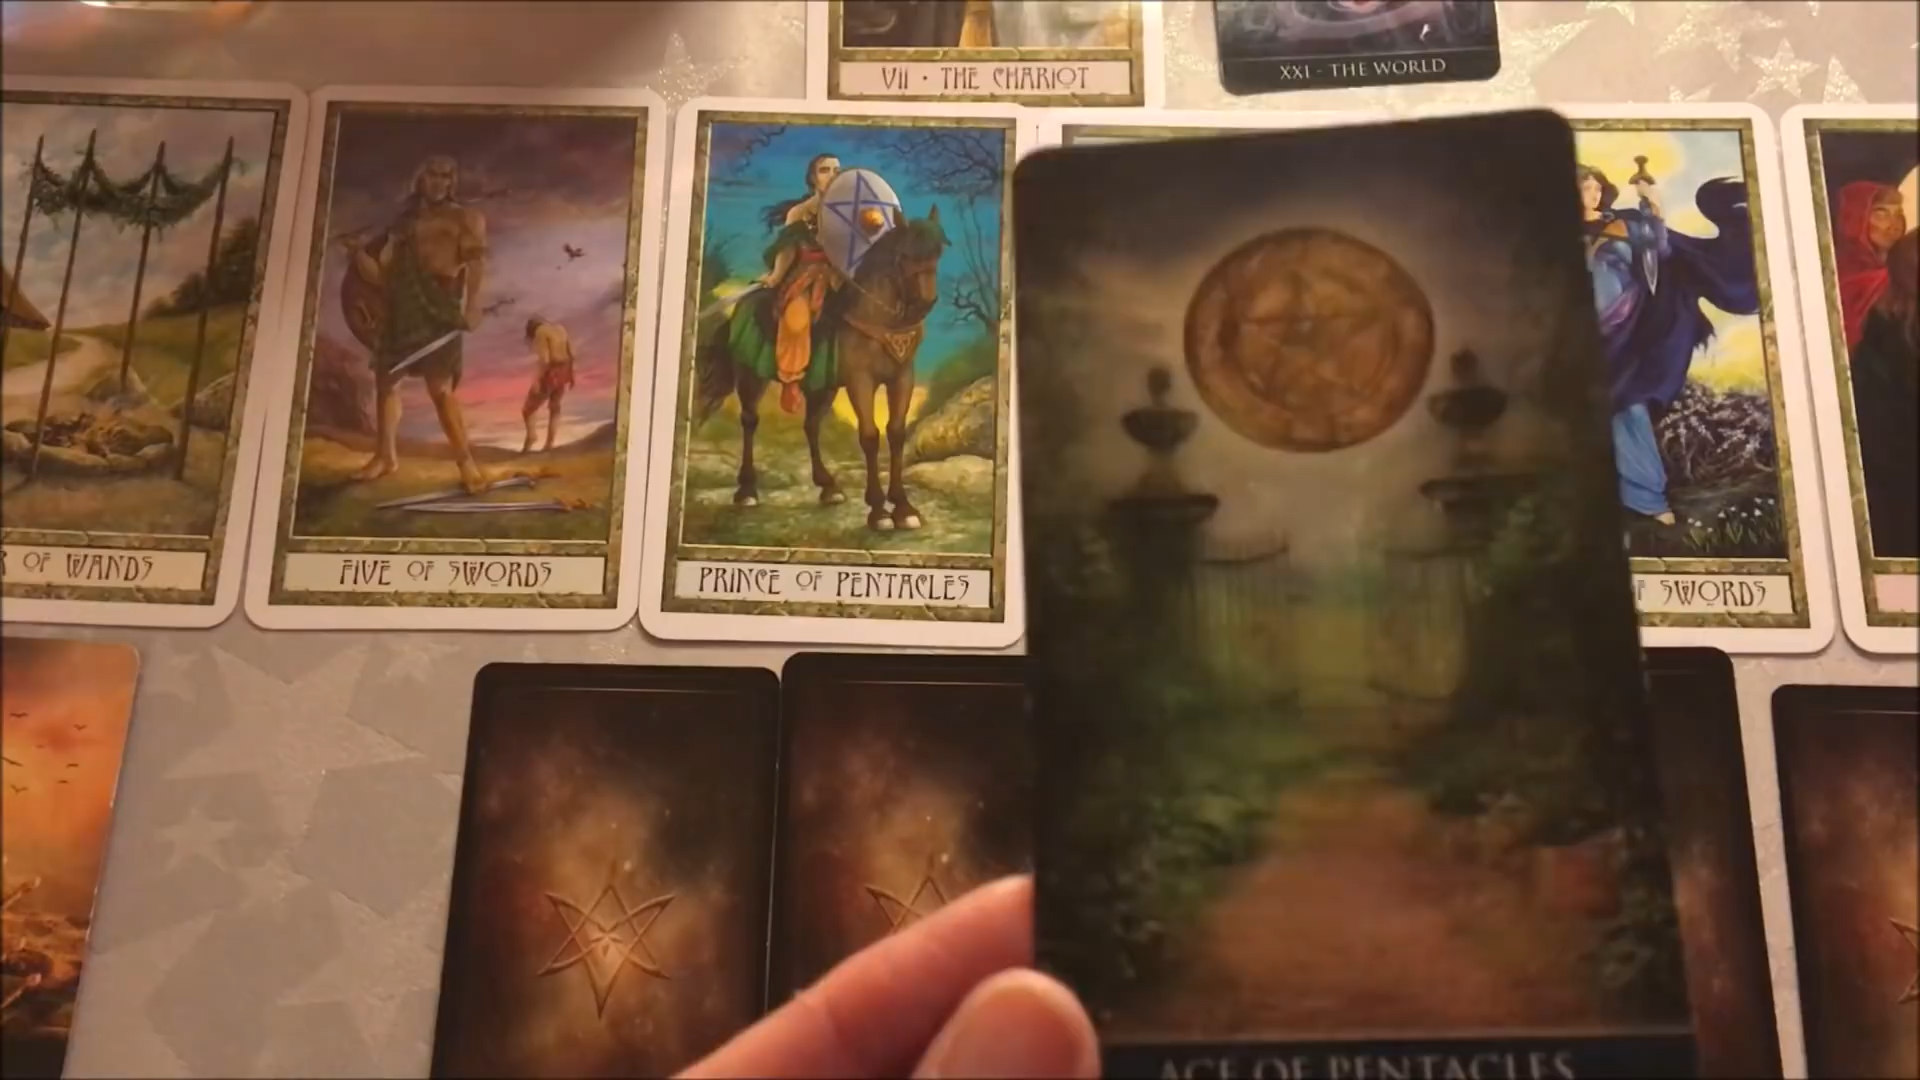 VII · THE CHARIOT
XXI - THE WORLD
R OF WANDS
FIVE OF SWORDS
PRINCE OF PENTACLES
F SWORDS
ACE OF PENTACLES